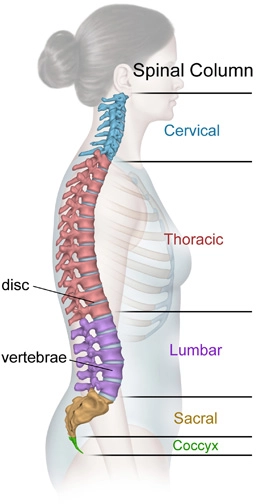 Spinal Column
Cervical
Thoracic
disc
Lumbar
vertebrae
Sacral
Coccyx